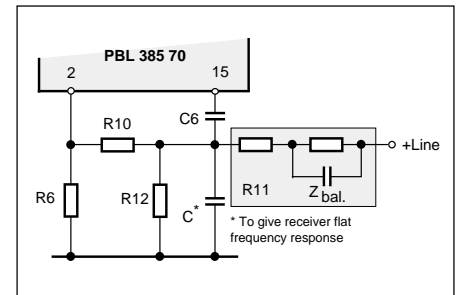 PBL 385 70
2
15
C6
R10
+Line
R6
R12
C*
R11
Z bal.
* To give receiver flat
frequency response